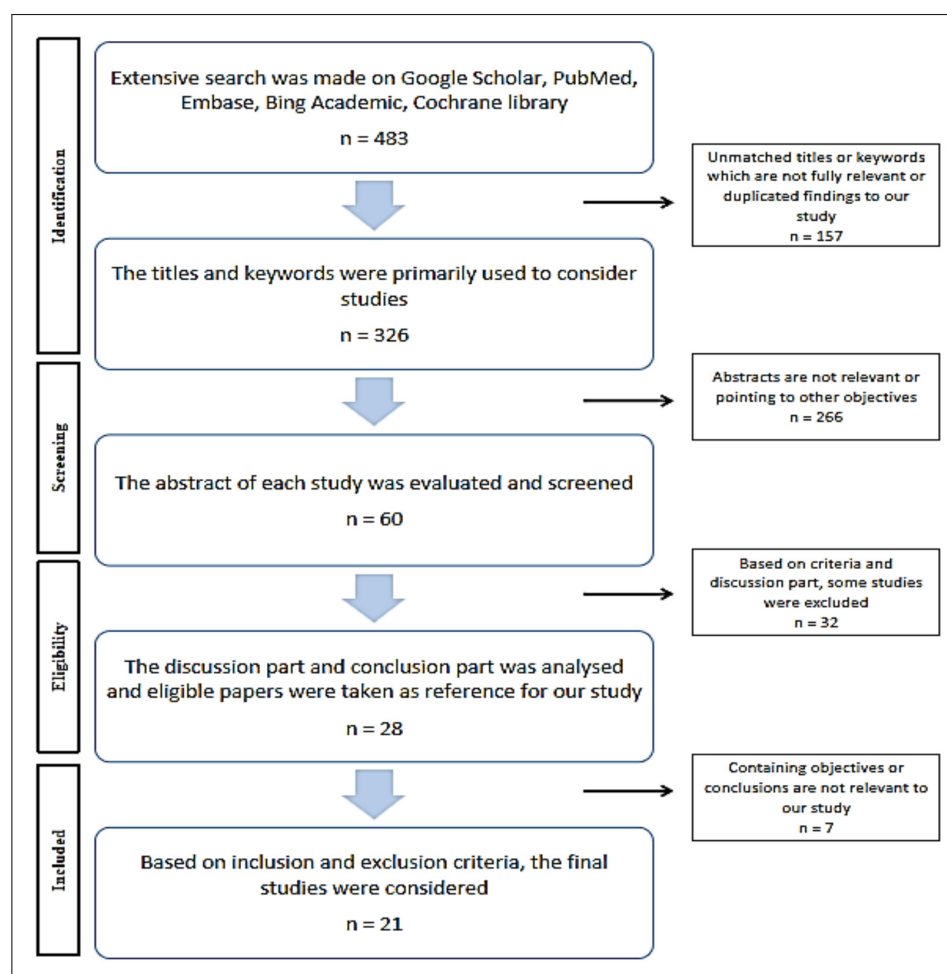 Identification
Extensive search was made on Google Scholar, PubMed,
Embase, Bing Academic, Cochrane library
n = 483
Unmatched titles or keywords
which are not fully relevant or
duplicated findings to our
study
n = 157
The titles and keywords were primarily used to consider
studies
n = 326
Screening
Abstracts are not relevant or
pointing to other objectives
n = 266
The abstract of each study was evaluated and screened
n = 60
Eligibility
Based on criteria and
discussion part, some studies
were excluded
n = 32
The discussion part and conclusion part was analysed
and eligible papers were taken as reference for our study
n = 28
Included
Containing objectives or
conclusions are not relevant to
our study
n = 7
Based on inclusion and exclusion criteria, the final
studies were considered
n = 21